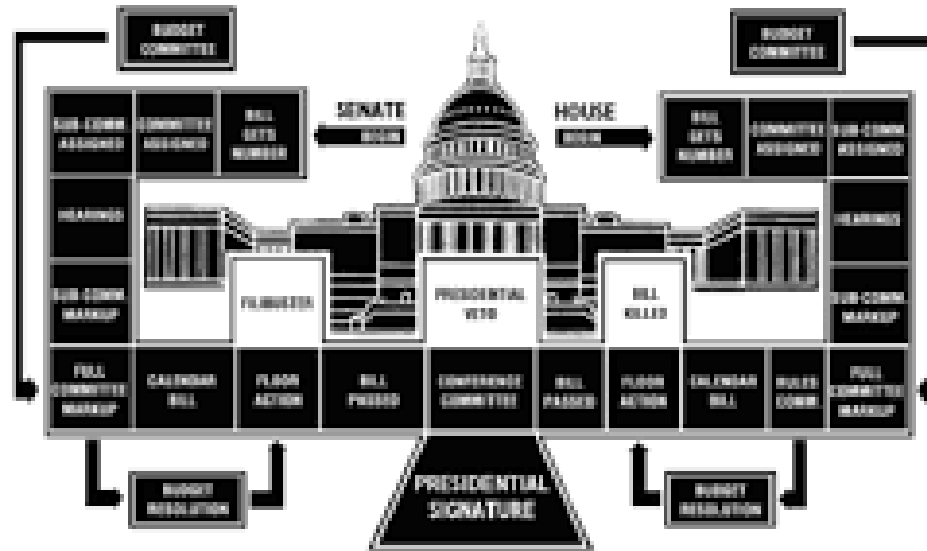 BUDGET
COMMITTEE
BUDGET
COMMITTEE
SENATE
BEGIN
HOUSE
BEGIN
SUB-COMM.
ASSIGNED
COMMITTEE
ASSIGNED
BILL
GETS
NUMBER
BILL
GETS
NUMBER
COMMITTEE
ASSIGNED
SUB-COMM.
ASSIGNED
HEARINGS
HEARINGS
SUB-COMM.
MARKUP
FILIBUSTER
PRESIDENTIAL
VETO
BILL
KILLED
SUB-COMM.
MARKUP
FULL
COMMITTEE
MARKUP
CALENDAR
BILL
FLOOR
ACTION
BILL
PASSED
CONFERENCE
COMMITTEE
BILL
PASSED
FLOOR
ACTION
CALENDAR
BILL
RULES
COMM.
FULL
COMMITTEE
MARKUP
BUDGET
RESOLUTION
PRESIDENTIAL
SIGNATURE
BUDGET
RESOLUTION